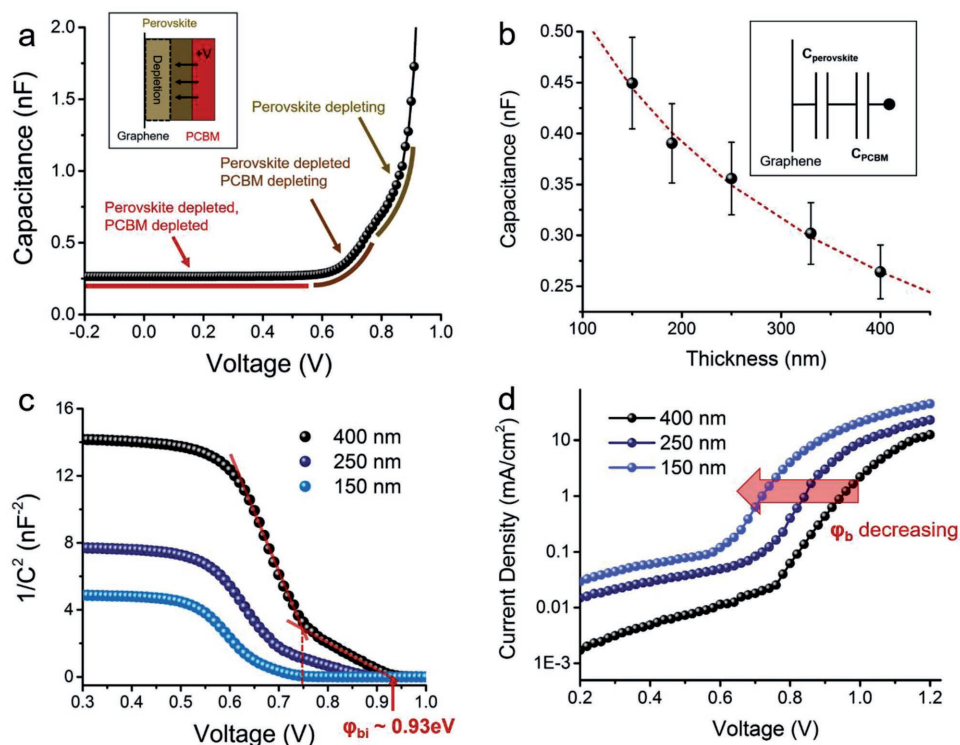 a
Capacitance (nF)
2.0
1.5
1.0
0.5
0.0
Perovskite
Depletion
+V
Graphene
PCBM
Perovskite depleting
Perovskite depleted
PCBM depleting
Perovskite depleted,
PCBM depleted
-0.2 0.0 0.2 0.4 0.6 0.8 1.0
Voltage (V)
b
Capacitance (nF)
0.50
0.45
0.40
0.35
0.30
0.25
Cperovskite
Graphene
CPCBM
100 200 300 400
Thickness (nm)
c
1/C² (nF⁻²)
16
12
8
4
0
400 nm
250 nm
150 nm
0.3 0.4 0.5 0.6 0.7 0.8 0.9 1.0
Voltage (V)
φbi ~ 0.93eV
d
Current Density (mA/cm²)
10
1
0.1
0.01
1E-3
400 nm
250 nm
150 nm
φb decreasing
0.2 0.4 0.6 0.8 1.0 1.2
Voltage (V)